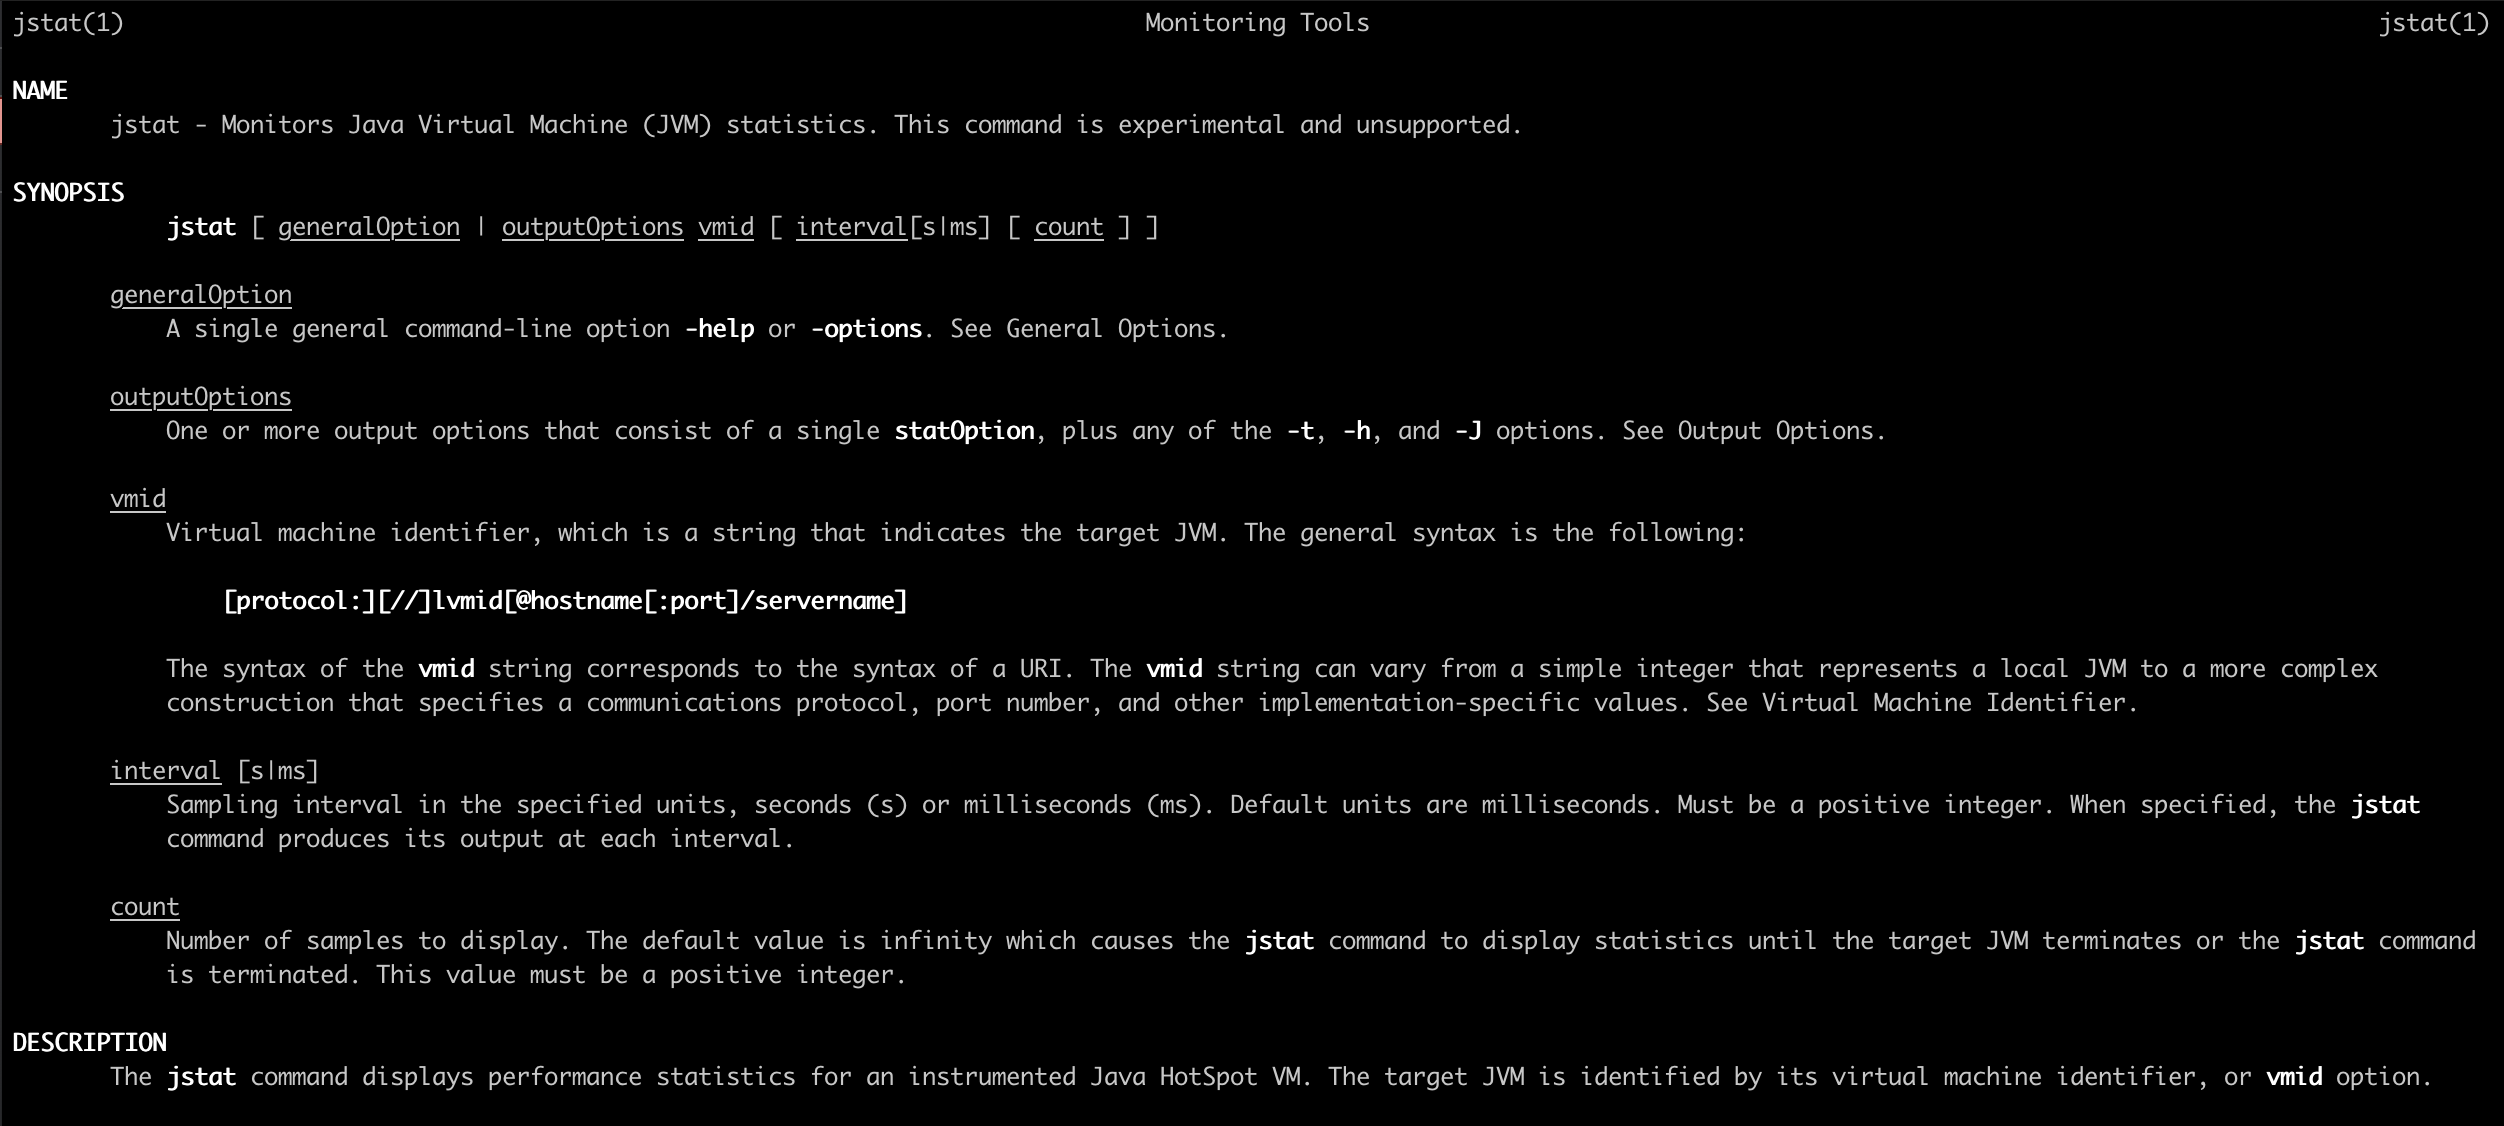 jstat(1) Monitoring Tools jstat(1)
NAME
jstat - Monitors Java Virtual Machine (JVM) statistics. This command is experimental and unsupported.
SYNOPSIS
jstat [ generalOption | outputOptions vmid [ interval[s|ms] [ count ] ]
generalOption
A single general command-line option -help or -options. See General Options.
outputOptions
One or more output options that consist of a single statOption, plus any of the -t, -h, and -J options. See Output Options.
vmid
Virtual machine identifier, which is a string that indicates the target JVM. The general syntax is the following:
[protocol:][//]lvmid[@hostname[:port]/servername]
The syntax of the vmid string corresponds to the syntax of a URI. The vmid string can vary from a simple integer that represents a local JVM to a more complex
construction that specifies a communications protocol, port number, and other implementation-specific values. See Virtual Machine Identifier.
interval [s|ms]
Sampling interval in the specified units, seconds (s) or milliseconds (ms). Default units are milliseconds. Must be a positive integer. When specified, the jstat
command produces its output at each interval.
count
Number of samples to display. The default value is infinity which causes the jstat command to display statistics until the target JVM terminates or the jstat command
is terminated. This value must be a positive integer.
DESCRIPTION
The jstat command displays performance statistics for an instrumented Java HotSpot VM. The target JVM is identified by its virtual machine identifier, or vmid option.